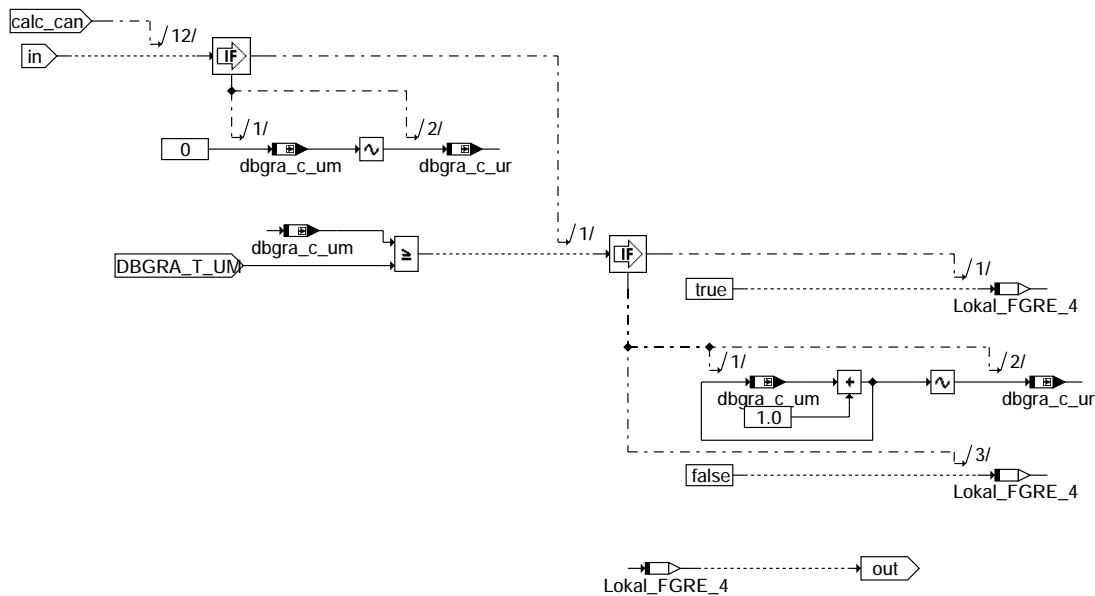 calc_can
/12/
in
IF
/1/
/2/
0
dbgra_c_um
dbgra_c_ur
dbgra_c_um
/1/
DBGRA_T_UM
≥
IF
/1/
true
Lokal_FGRE_4
/1/
/2/
dbgra_c_um
+
dbgra_c_ur
1.0
/3/
false
Lokal_FGRE_4
Lokal_FGRE_4
out